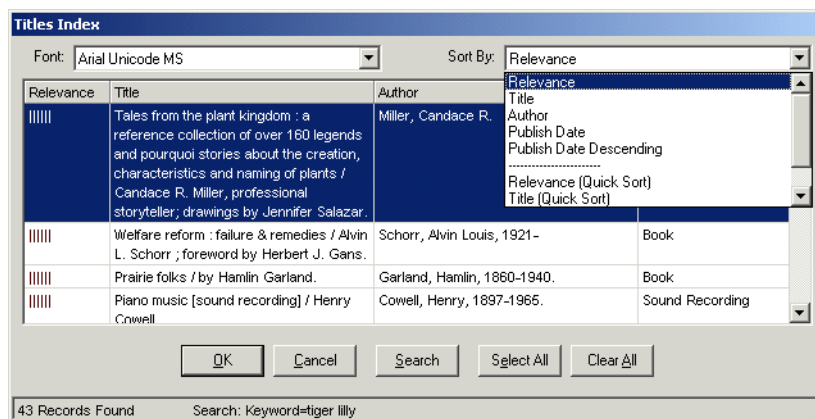 Titles Index
Font: Arial Unicode MS Sort By: Relevance
Relevance Title Author
Relevance
Title
Author
Publish Date
Publish Date Descending
------------------------
Relevance (Quick Sort)
Title (Quick Sort)
Tales from the plant kingdom : a Miller, Candace R.
reference collection of over 160 legends
and pourquoi stories about the creation,
characteristics and naming of plants /
Candace R. Miller, professional
storyteller; drawings by Jennifer Salazar.
Welfare reform : failure & remedies / Alvin Schorr, Alvin Louis, 1921- Book
L. Schorr ; foreword by Herbert J. Gans.
Prairie folks / by Hamlin Garland. Garland, Hamlin, 1860-1940. Book
Piano music [sound recording] / Henry Cowell, Henry, 1897-1965. Sound Recording
Cowell
OK Cancel Search Select All Clear All
43 Records Found Search: Keyword=tiger lilly